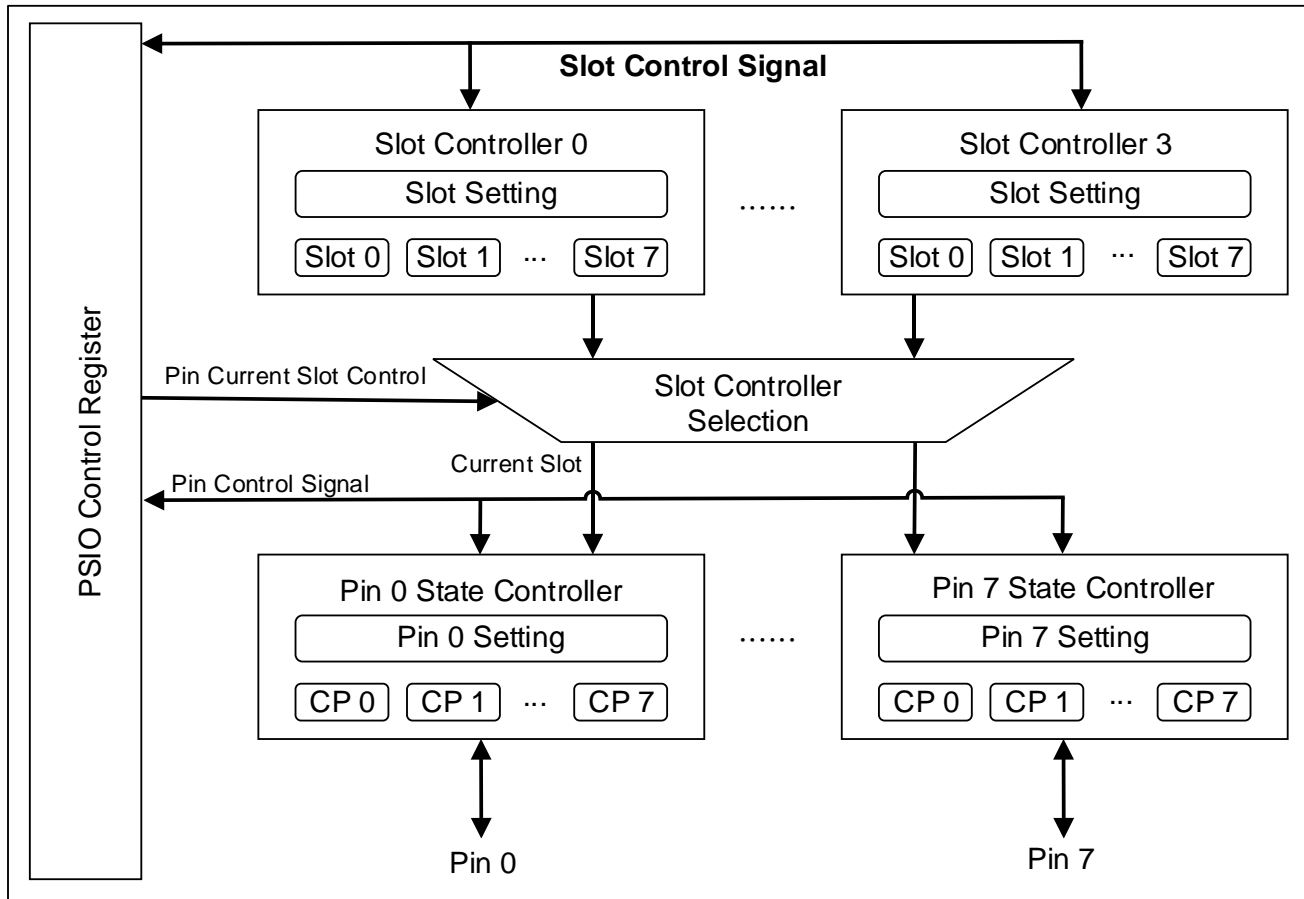 PSIO Control Register
Slot Control Signal
Slot Controller 0
Slot Setting
Slot 0 Slot 1 ... Slot 7
......
Slot Controller 3
Slot Setting
Slot 0 Slot 1 ... Slot 7
Pin Current Slot Control
Slot Controller
Selection
Current Slot
Pin Control Signal
Pin 0 State Controller
Pin 0 Setting
CP 0 CP 1 ... CP 7
......
Pin 7 State Controller
Pin 7 Setting
CP 0 CP 1 ... CP 7
Pin 0
Pin 7